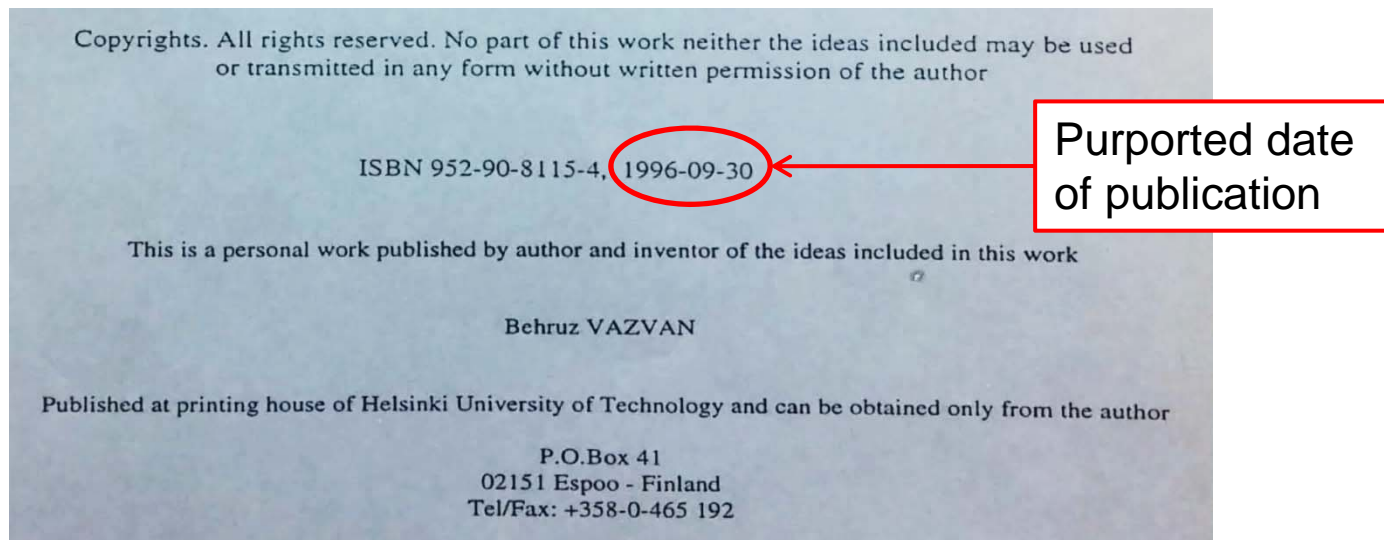 Copyrights. All rights reserved. No part of this work neither the ideas included may be used
or transmitted in any form without written permission of the author
ISBN 952-90-8115-4, 1996-09-30
Purported date
of publication
This is a personal work published by author and inventor of the ideas included in this work
Behruz VAZVAN
Published at printing house of Helsinki University of Technology and can be obtained only from the author
P.O.Box 41
02151 Espoo - Finland
Tel/Fax: +358-0-465 192